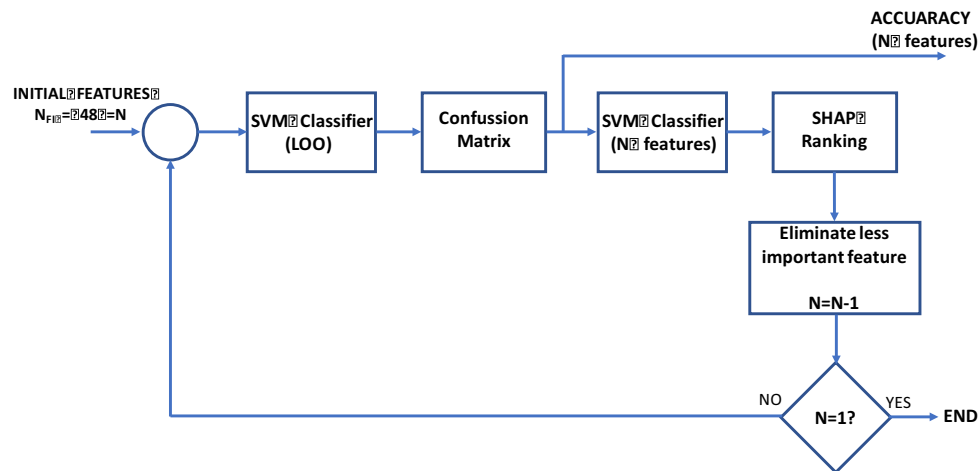 ACCUARACY
(N⍰ features)
INITIAL⍰ FEATURES⍰
N_FI⍰=⍰48⍰=N
SVM⍰ Classifier
(LOO)
Confussion
Matrix
SVM⍰ Classifier
(N⍰ features)
SHAP⍰
Ranking
Eliminate less
important feature
N=N-1
NO
N=1?
YES
END